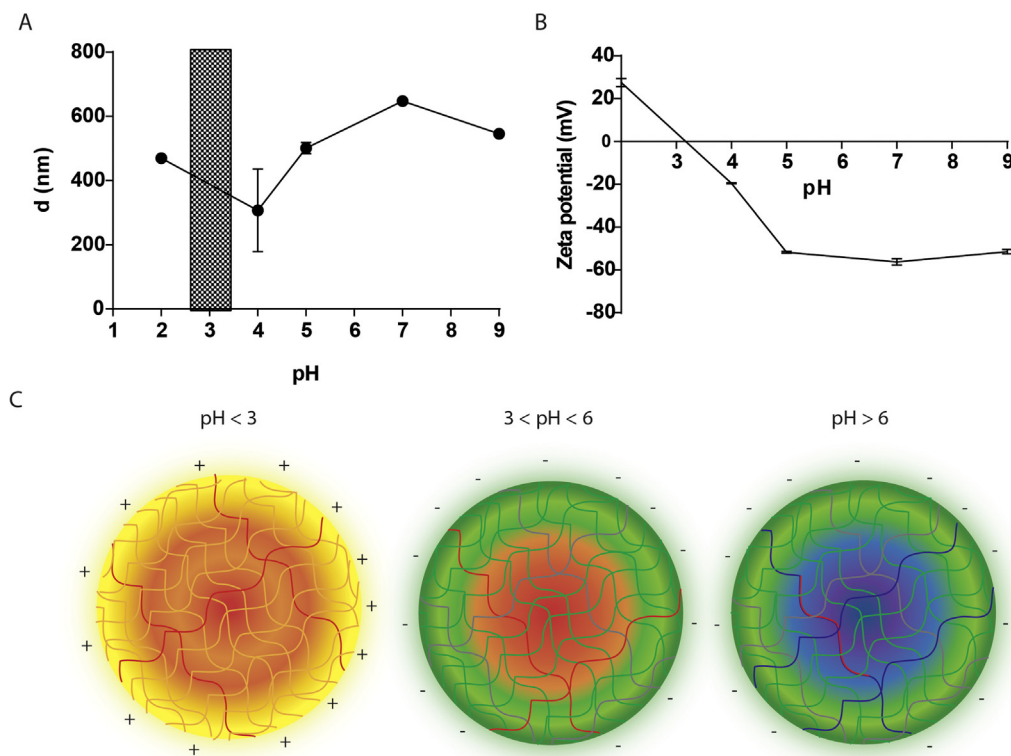 A
800
600
400
200
0
d (nm)
1 2 3 4 5 6 7 8 9
pH
B
40
20
0
-20
-40
-60
-80
Zeta potential (mV)
3 4 5 6 7 8 9
pH
C
pH < 3
3 < pH < 6
pH > 6
+ + + + + + + + + + + + + +
- - - - - - - - - - -
- - - - - - - - - - -